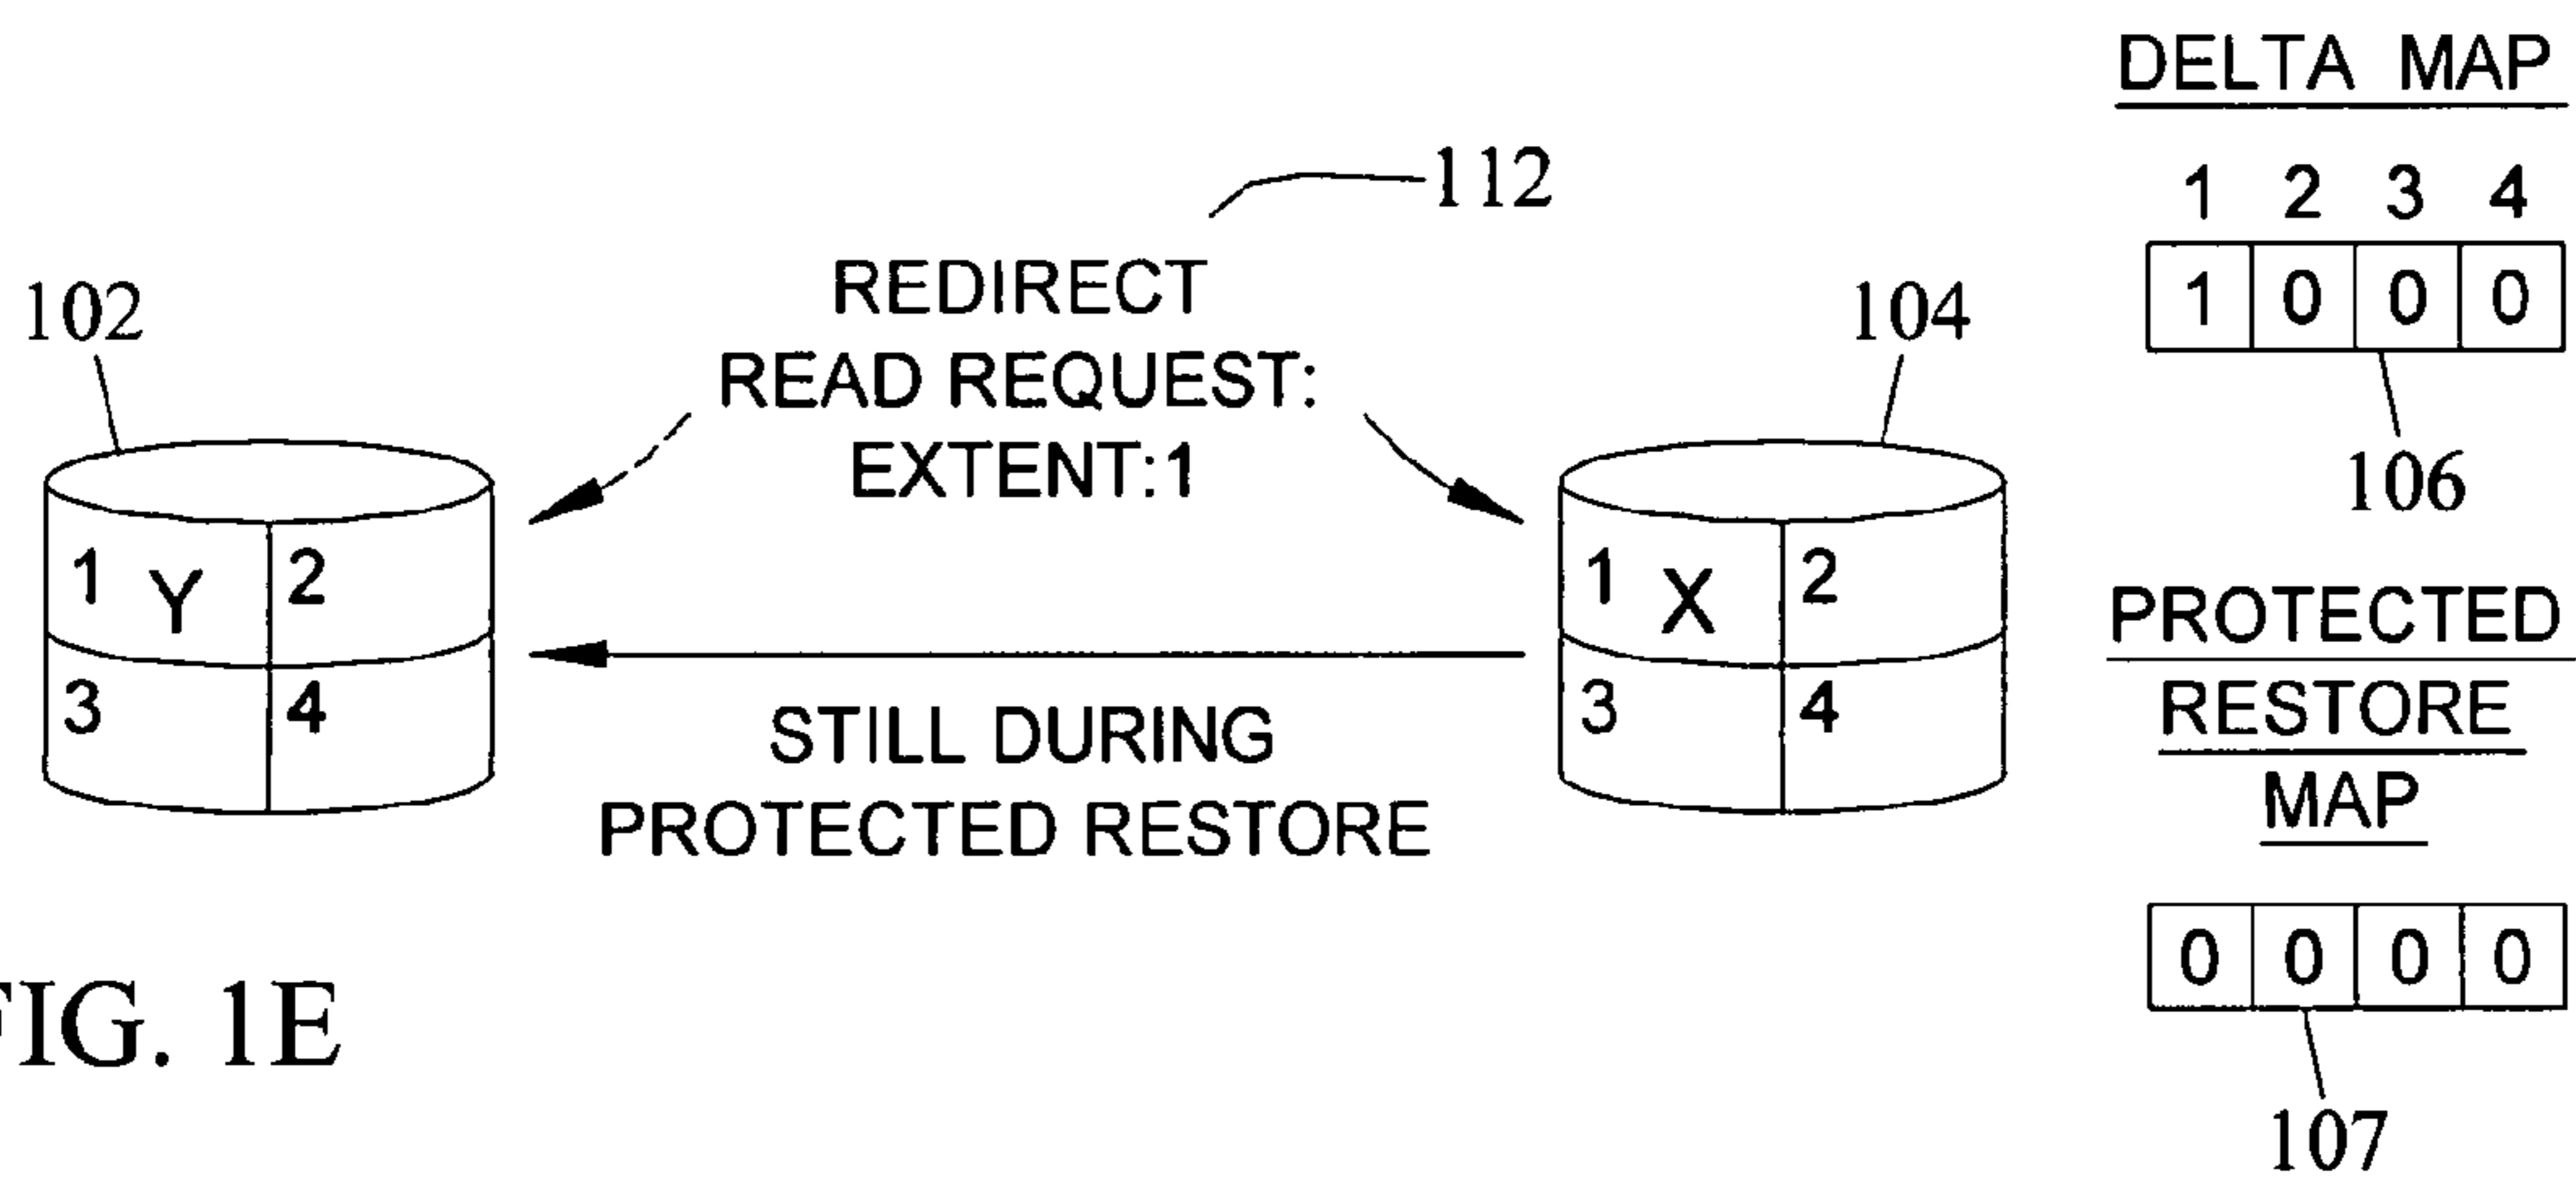 DELTA MAP
112
1 2 3 4
REDIRECT
READ REQUEST:
EXTENT:1
1 0 0 0
102
104
106
1 Y 2
3 4
1 X 2
3 4
STILL DURING
PROTECTED RESTORE
PROTECTED
RESTORE
MAP
0 0 0 0
107
FIG. 1E